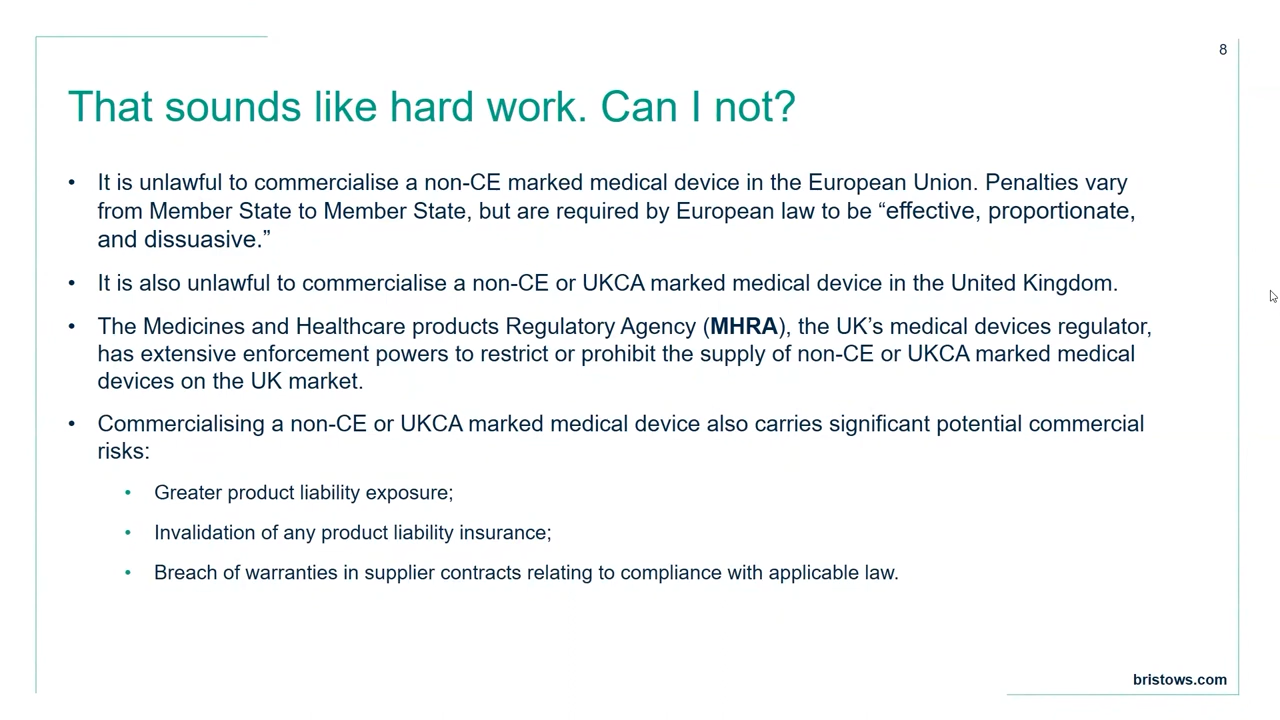 8
That sounds like hard work. Can I not?
• It is unlawful to commercialise a non-CE marked medical device in the European Union. Penalties vary
from Member State to Member State, but are required by European law to be “effective, proportionate,
and dissuasive.”
• It is also unlawful to commercialise a non-CE or UKCA marked medical device in the United Kingdom.
• The Medicines and Healthcare products Regulatory Agency (MHRA), the UK’s medical devices regulator,
has extensive enforcement powers to restrict or prohibit the supply of non-CE or UKCA marked medical
devices on the UK market.
• Commercialising a non-CE or UKCA marked medical device also carries significant potential commercial
risks:
• Greater product liability exposure;
• Invalidation of any product liability insurance;
• Breach of warranties in supplier contracts relating to compliance with applicable law.
bristows.com